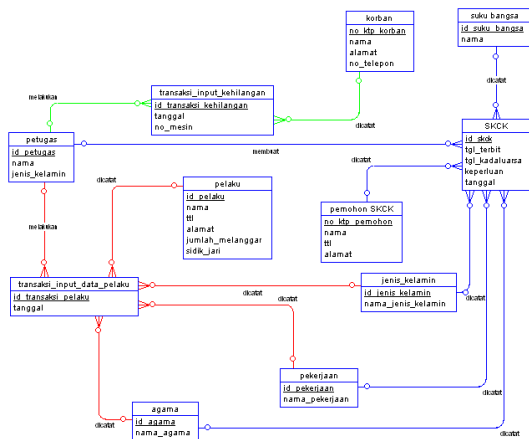 korban
no_ktp_korban
nama
alamat
no_telepon
suku bangsa
id_suku_bangsa
nama
dicatat
melakukan
transaksi_input_kehilangan
id_transaksi_kehilangan
tanggal
no_mesin
dicatat
SKCK
id_skck
tgl_terbit
tgl_kadaluarsa
keperluan
tanggal
petugas
id_petugas
nama
jenis_kelamin
membuat
dicatat
dicatat
pelaku
id_pelaku
nama
ttl
alamat
jumlah_melanggar
sidik_jari
pemohon SKCK
no_ktp_pemohon
nama
ttl
alamat
melakukan
transaksi_input_data_pelaku
id_transaksi_pelaku
tanggal
dicatat
dicatat
jenis_kelamin
id_jenis_kelamin
nama_jenis_kelamin
dicatat
pekerjaan
id_pekerjaan
nama_pekerjaan
dicatat
dicatat
agama
id_agama
nama_agama
dicatat